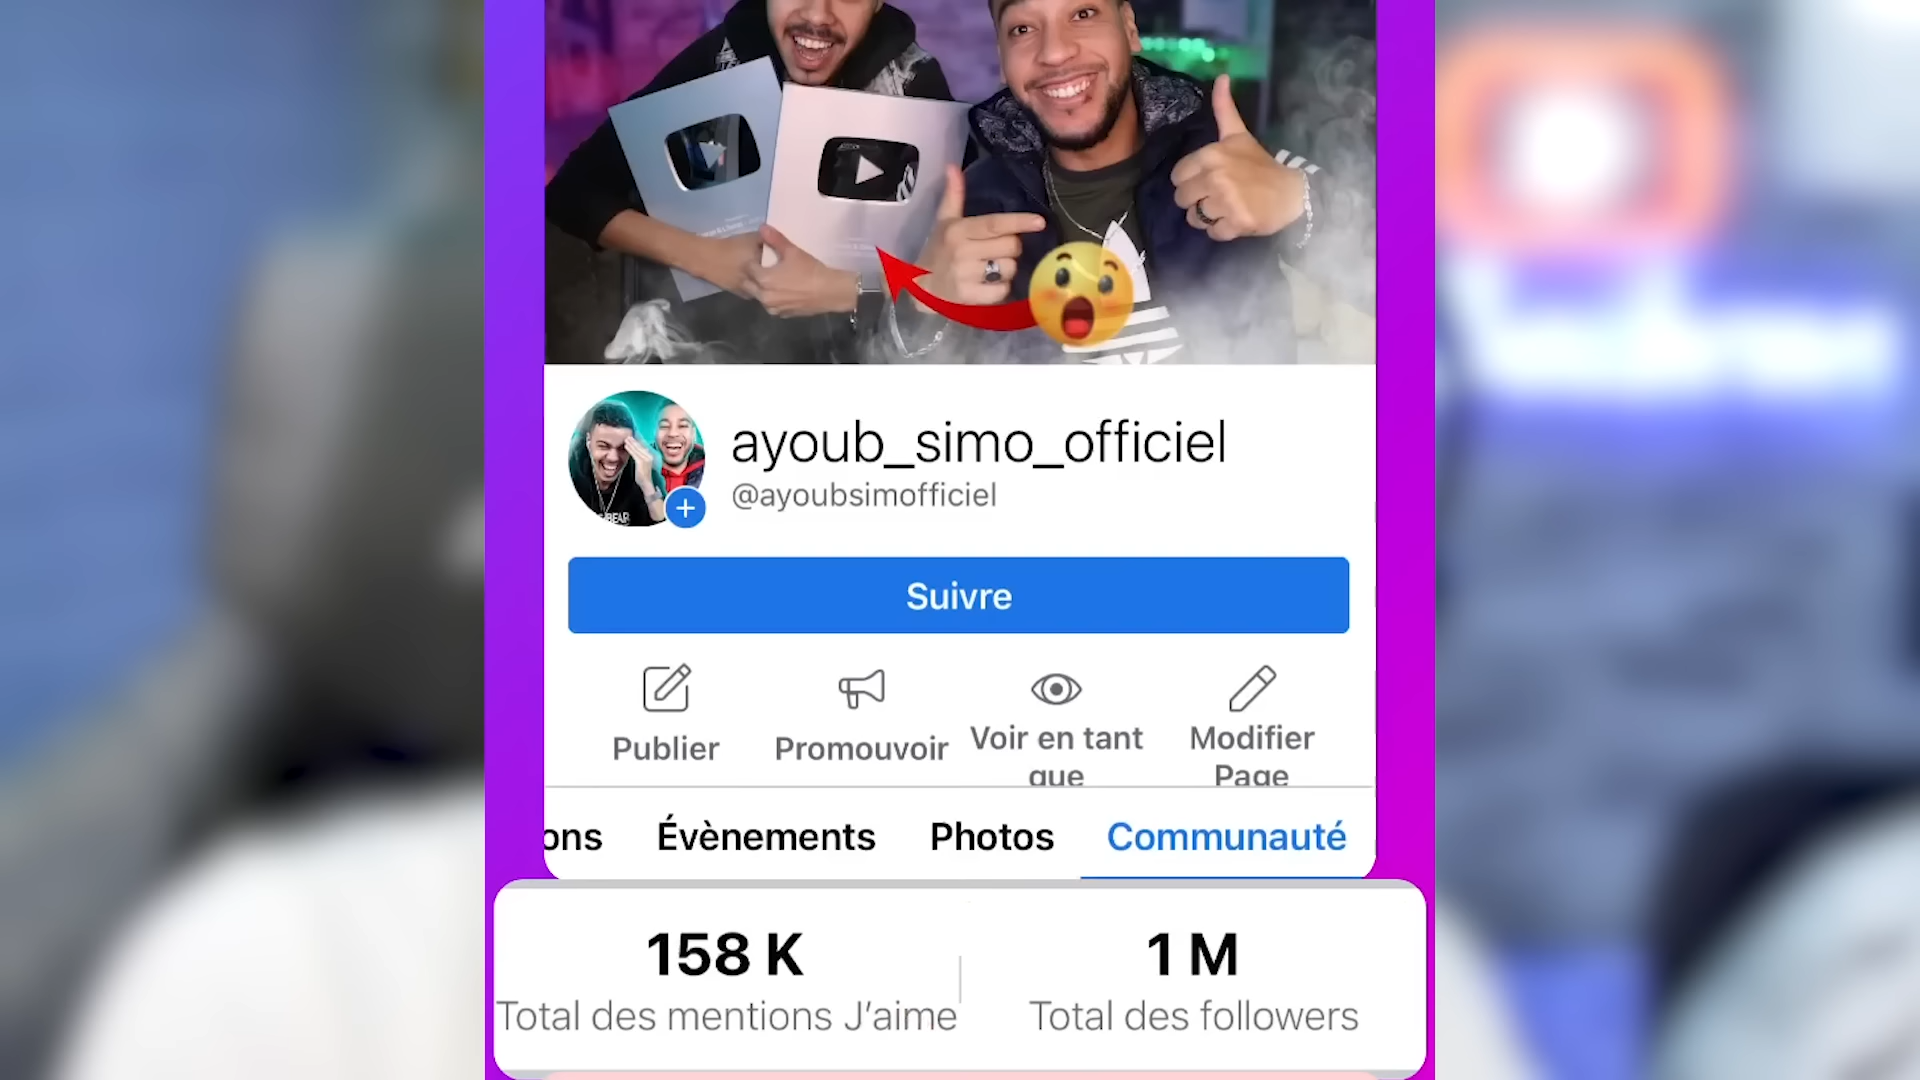 ayoub_simo_officiel
@ayoubsimofficiel
Suivre
Publier
Promouvoir
Voir en tant
que
Modifier
Page
ons
Évènements
Photos
Communauté
158 K
1 M
Total des mentions J’aime
Total des followers